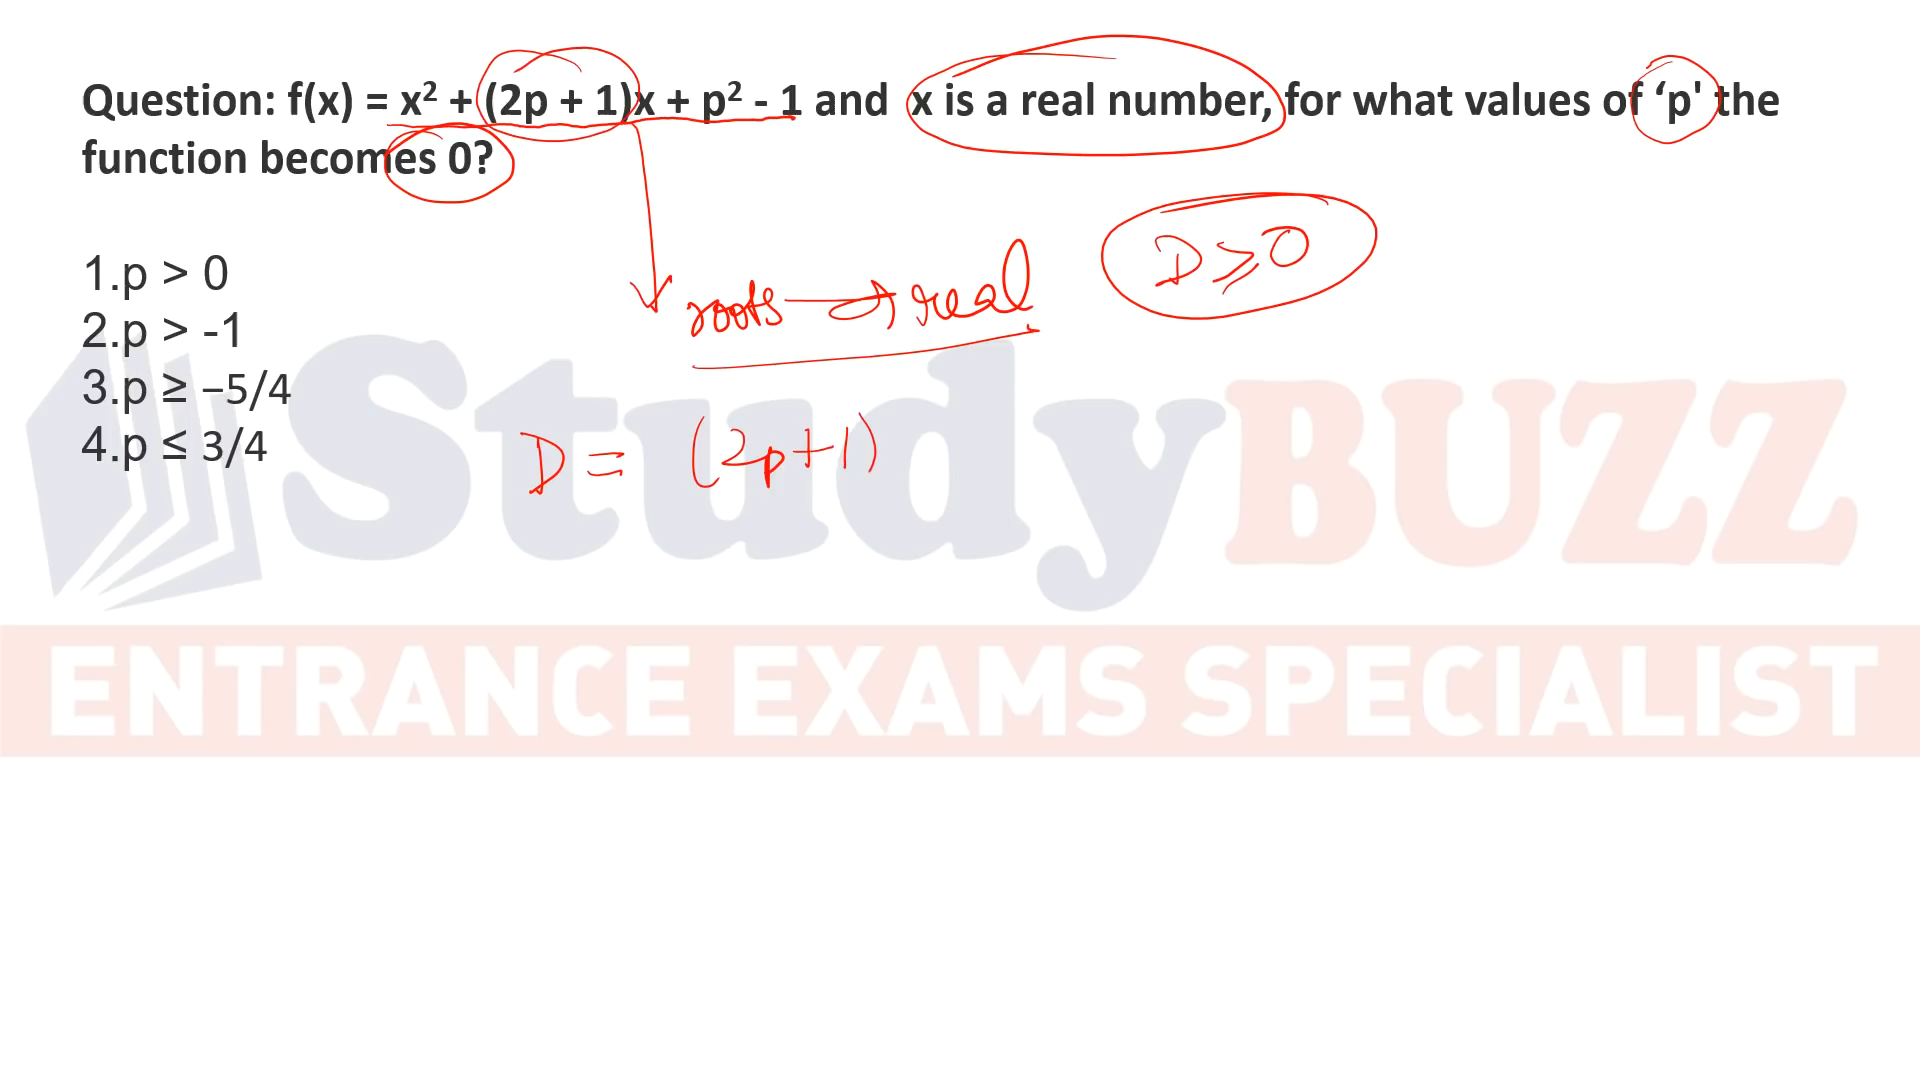 Question: f(x) = x² + (2p + 1)x + p² - 1 and x is a real number, for what values of ‘p' the
function becomes 0?
D ≥ 0
1.p > 0
roots → real
2.p > -1
3.p ≥ –5/4
4.p ≤ 3/4
D = (2p+1)
StudyBUZZ
ENTRANCE EXAMS SPECIALIST